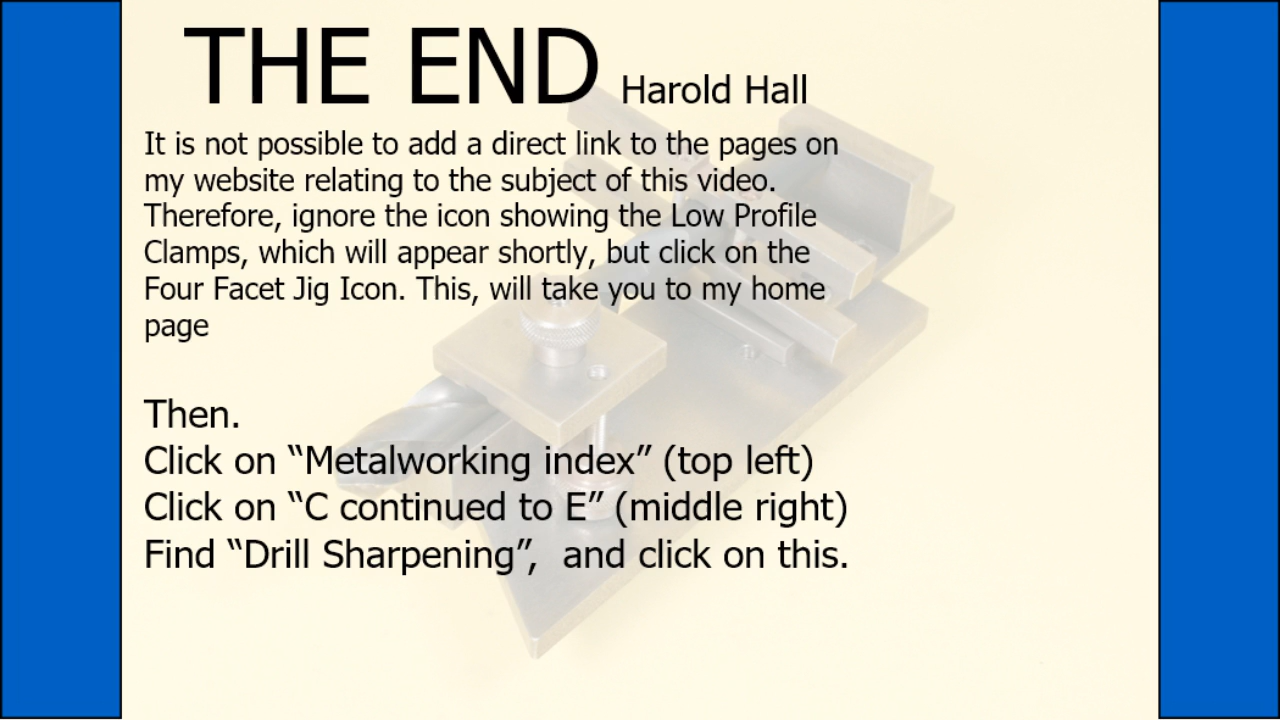 THE END Harold Hall
It is not possible to add a direct link to the pages on
my website relating to the subject of this video.
Therefore, ignore the icon showing the Low Profile
Clamps, which will appear shortly, but click on the
Four Facet Jig Icon. This, will take you to my home
page
Then.
Click on “Metalworking index” (top left)
Click on “C continued to E” (middle right)
Find “Drill Sharpening”,  and click on this.